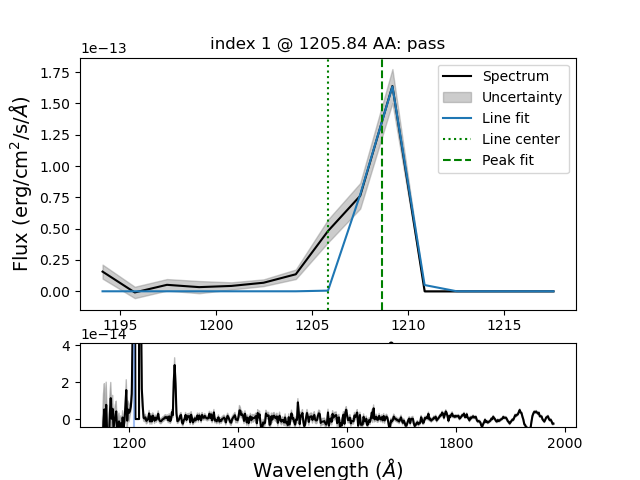 index 1 @ 1205.84 AA: pass
1e−13
Flux (erg/cm²/s/Å)
1.75
1.50
1.25
1.00
0.75
0.50
0.25
0.00
Spectrum
Uncertainty
Line fit
Line center
Peak fit
1195 1200 1205 1210 1215
1e−14
4
2
0
1200 1400 1600 1800 2000
Wavelength (Å)